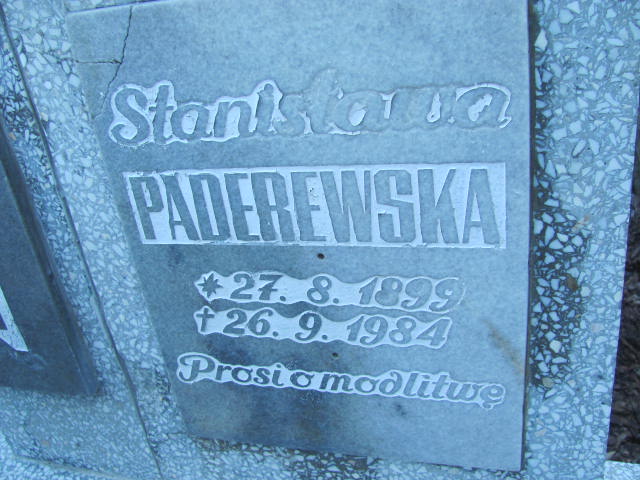 Stanisława
PADEREWSKA
* 27. 8. 1899
† 26. 9. 1984
Prosi o modlitwę